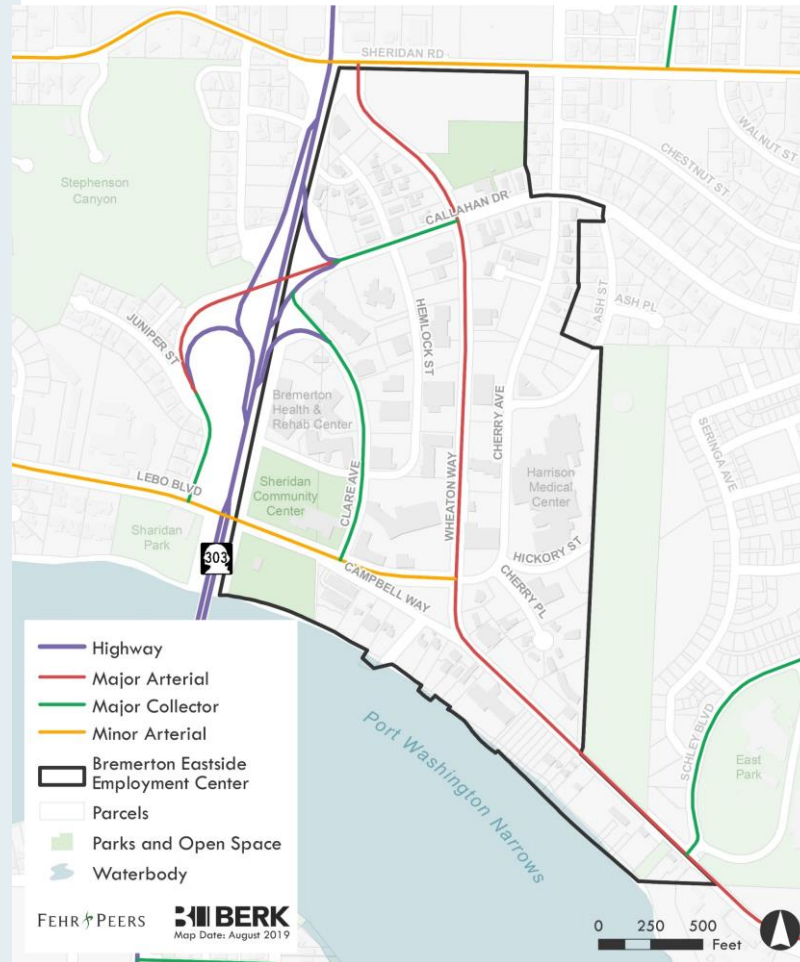 SHERIDAN RD
WALNUT ST
CHESTNUT ST
Stephenson
Canyon
CALLAHAN DR
ASH ST
ASH PL
HEMLOCK ST
JUNIPER ST
Bremerton
Health &
Rehab Center
CHERRY AVE
SERINGA AVE
WHEATON WAY
CLARE AVE
Harrison
Medical
Center
LEBO BLVD
Sheridan
Community
Center
Sharidan
Park
303
HICKORY ST
CHERRY PL
CAMPBELL WAY
Port Washington Narrows
SCHLEY BLVD
East
Park
Highway
Major Arterial
Major Collector
Minor Arterial
Bremerton Eastside
Employment Center
Parcels
Parks and Open Space
Waterbody
FEHR PEERS
BERK
Map Date: August 2019
0 250 500
Feet